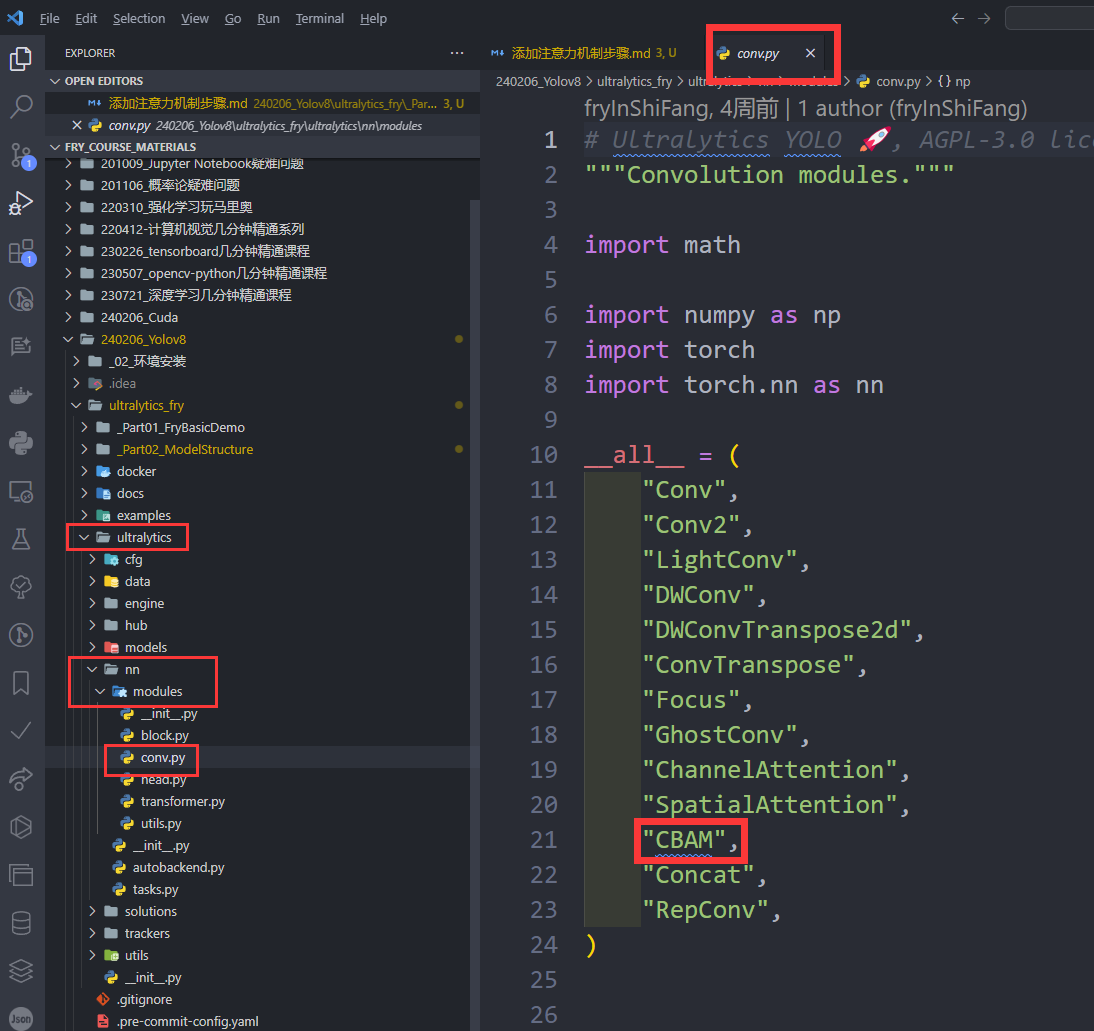 File Edit Selection View Go Run Terminal Help
EXPLORER
OPEN EDITORS
添加注意力机制步骤.md 240206_Yolov8\ultralytics_fry\_Par... 3, U
conv.py 240206_Yolov8\ultralytics_fry\ultralytics\nn\modules
FRY_COURSE_MATERIALS
201009_Jupyter Notebook疑难问题
201106_概率论疑难问题
220310_强化学习玩马里奥
220412-计算机视觉几分钟精通系列
230226_tensorboard几分钟精通课程
230507_opencv-python几分钟精通课程
230721_深度学习几分钟精通课程
240206_Cuda
240206_Yolov8
_02_环境安装
.idea
ultralytics_fry
_Part01_FryBasicDemo
_Part02_ModelStructure
docker
docs
examples
ultralytics
cfg
data
engine
hub
models
nn
modules
__init__.py
block.py
conv.py
head.py
transformer.py
utils.py
__init__.py
autobackend.py
tasks.py
solutions
trackers
utils
__init__.py
.gitignore
.pre-commit-config.yaml
1
1
Json
添加注意力机制步骤.md 3, U
conv.py
240206_Yolov8 > ultralytics_fry > ultralytics > nn > modules > conv.py > {} np
fryInShiFang, 4周前 | 1 author (fryInShiFang)
1 # Ultralytics YOLO 🚀, AGPL-3.0 lic
2 """Convolution modules."""
3
4 import math
5
6 import numpy as np
7 import torch
8 import torch.nn as nn
9
10 __all__ = (
11 "Conv",
12 "Conv2",
13 "LightConv",
14 "DWConv",
15 "DWConvTranspose2d",
16 "ConvTranspose",
17 "Focus",
18 "GhostConv",
19 "ChannelAttention",
20 "SpatialAttention",
21 "CBAM",
22 "Concat",
23 "RepConv",
24 )
25
26